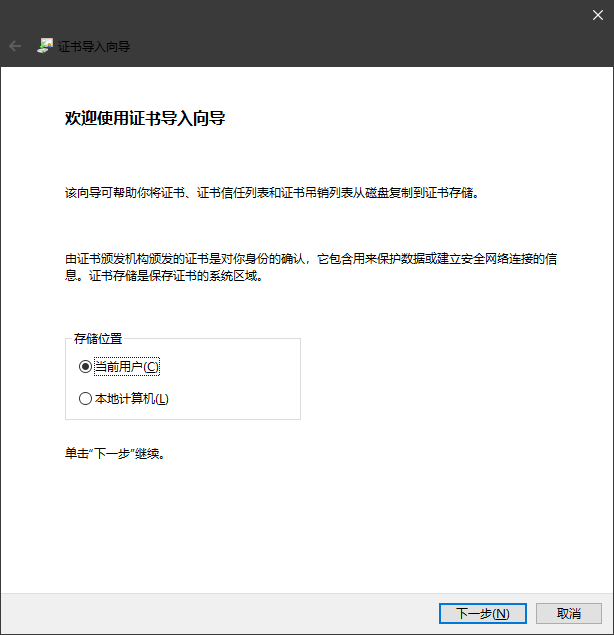 证书导入向导
欢迎使用证书导入向导
该向导可帮助你将证书、证书信任列表和证书吊销列表从磁盘复制到证书存储。
由证书颁发机构颁发的证书是对你身份的确认，它包含用来保护数据或建立安全网络连接的信
息。证书存储是保存证书的系统区域。
存储位置
当前用户(C)
本地计算机(L)
单击“下一步”继续。
下一步(N)
取消